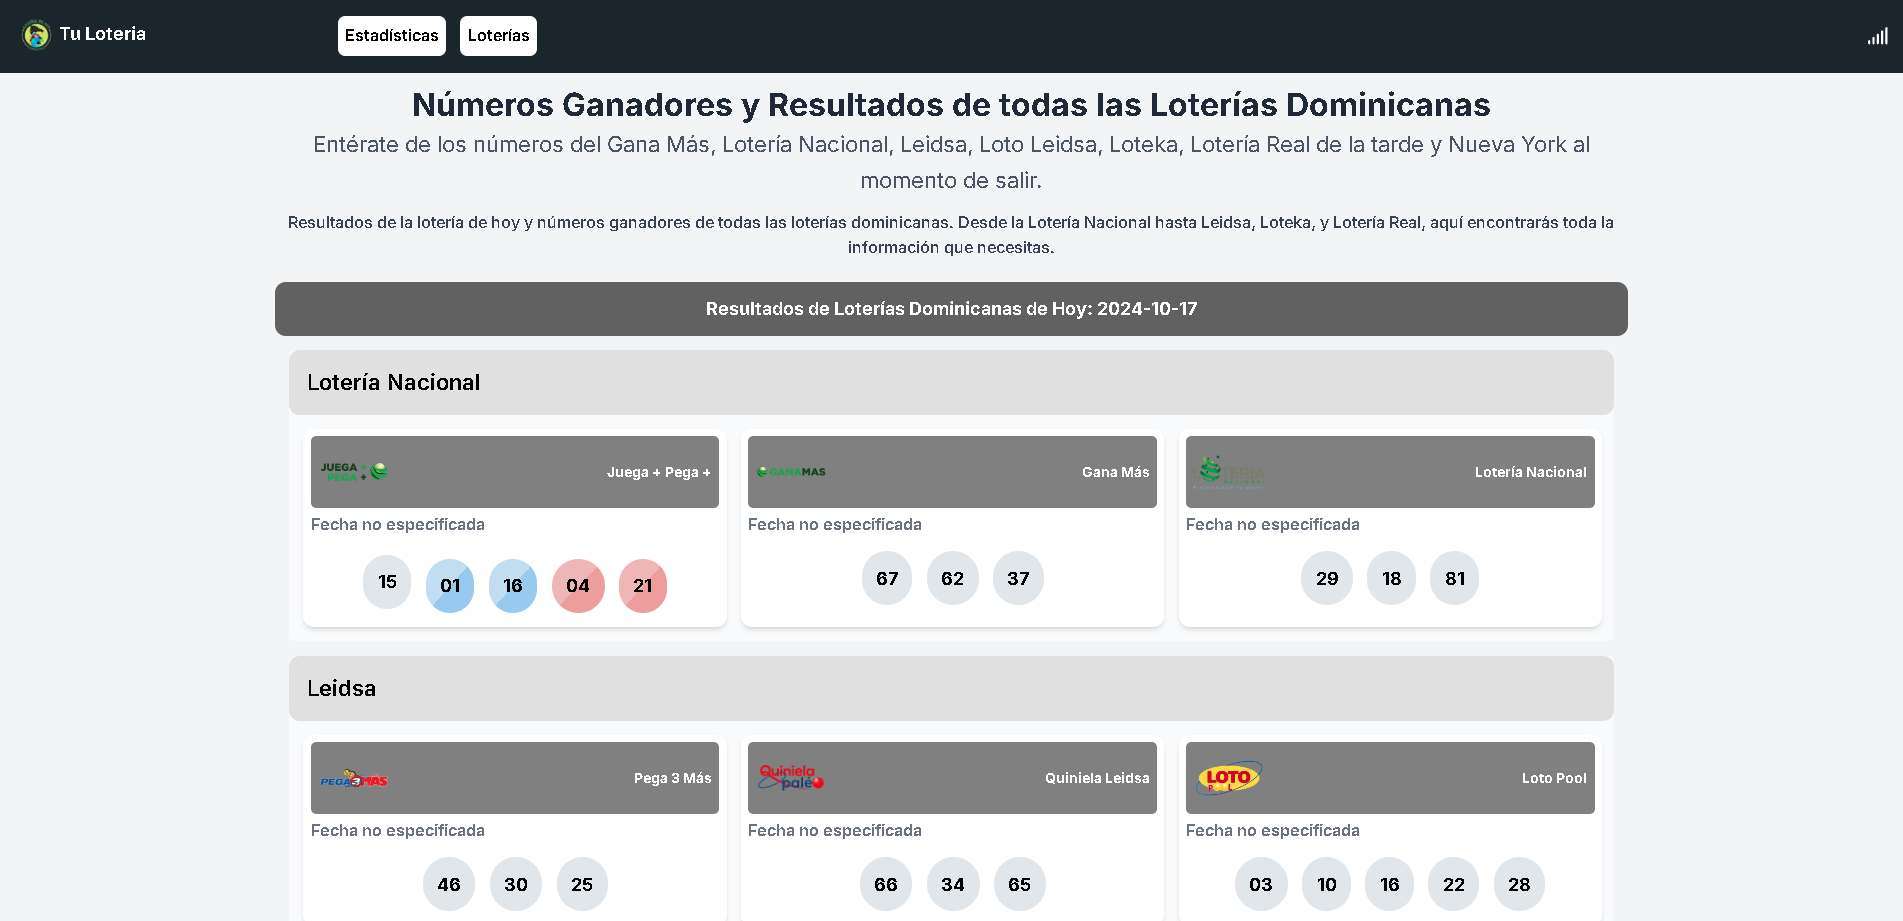 Tu Loteria
Estadísticas
Loterías
Números Ganadores y Resultados de todas las Loterías Dominicanas
Entérate de los números del Gana Más, Lotería Nacional, Leidsa, Loto Leidsa, Loteka, Lotería Real de la tarde y Nueva York al
momento de salir.
Resultados de la lotería de hoy y números ganadores de todas las loterías dominicanas. Desde la Lotería Nacional hasta Leidsa, Loteka, y Lotería Real, aquí encontrarás toda la
información que necesitas.
Resultados de Loterías Dominicanas de Hoy: 2024-10-17
Lotería Nacional
JUEGA +
PEGA +
Juega + Pega +
Fecha no especificada
15 01 16 04 21
GANAMAS
Gana Más
Fecha no especificada
67 62 37
LOTERIA
NACIONAL
Lotería Nacional
Fecha no especificada
29 18 81
Leidsa
PEGA 3 MÁS
Pega 3 Más
Fecha no especificada
46 30 25
Quiniela
palé
Quiniela Leidsa
Fecha no especificada
66 34 65
LOTO
POOL
Loto Pool
Fecha no especificada
03 10 16 22 28